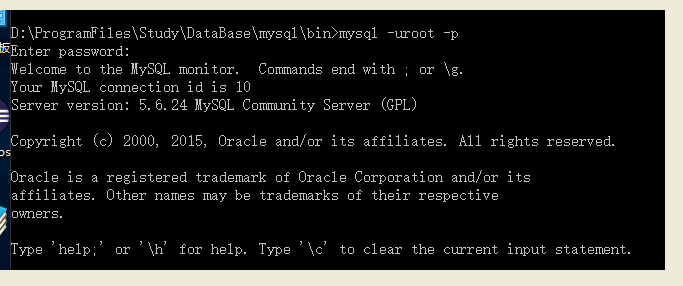 D:\ProgramFiles\Study\DataBase\mysql\bin>mysql -uroot -p
Enter password:
Welcome to the MySQL monitor.  Commands end with ; or \g.
Your MySQL connection id is 10
Server version: 5.6.24 MySQL Community Server (GPL)
Copyright (c) 2000, 2015, Oracle and/or its affiliates. All rights reserved.
Oracle is a registered trademark of Oracle Corporation and/or its
affiliates. Other names may be trademarks of their respective
owners.
Type 'help;' or '\h' for help. Type '\c' to clear the current input statement.